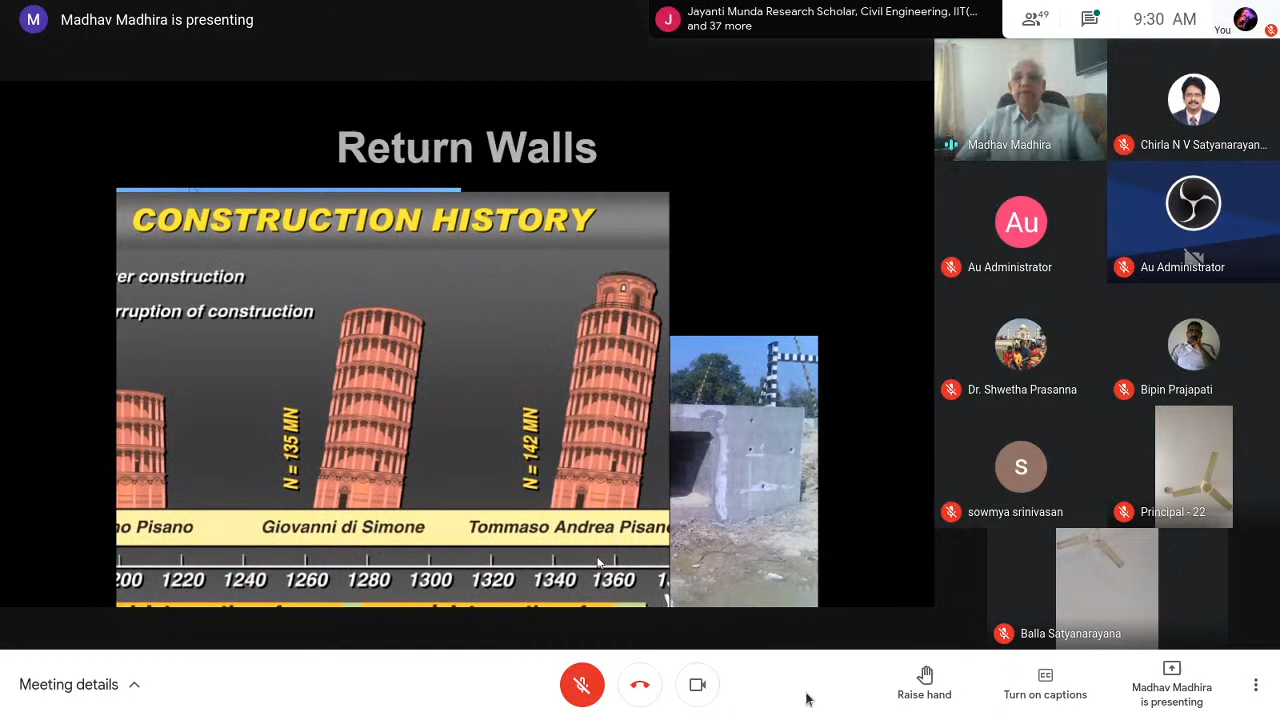 M Madhav Madhira is presenting
J Jayanti Munda Research Scholar, Civil Engineering, IIT(...
and 37 more
49
9:30 AM
You
Return Walls
CONSTRUCTION HISTORY
er construction
rruption of construction
N = 135 MN
N = 142 MN
no Pisano Giovanni di Simone Tommaso Andrea Pisano
200 1220 1240 1260 1280 1300 1320 1340 1360 1
Madhav Madhira
Chirla N V Satyanarayan...
Au
Au Administrator
Au Administrator
Dr. Shwetha Prasanna
Bipin Prajapati
s
sowmya srinivasan
Principal - 22
Balla Satyanarayana
Meeting details
Raise hand
CC
Turn on captions
Madhav Madhira
is presenting